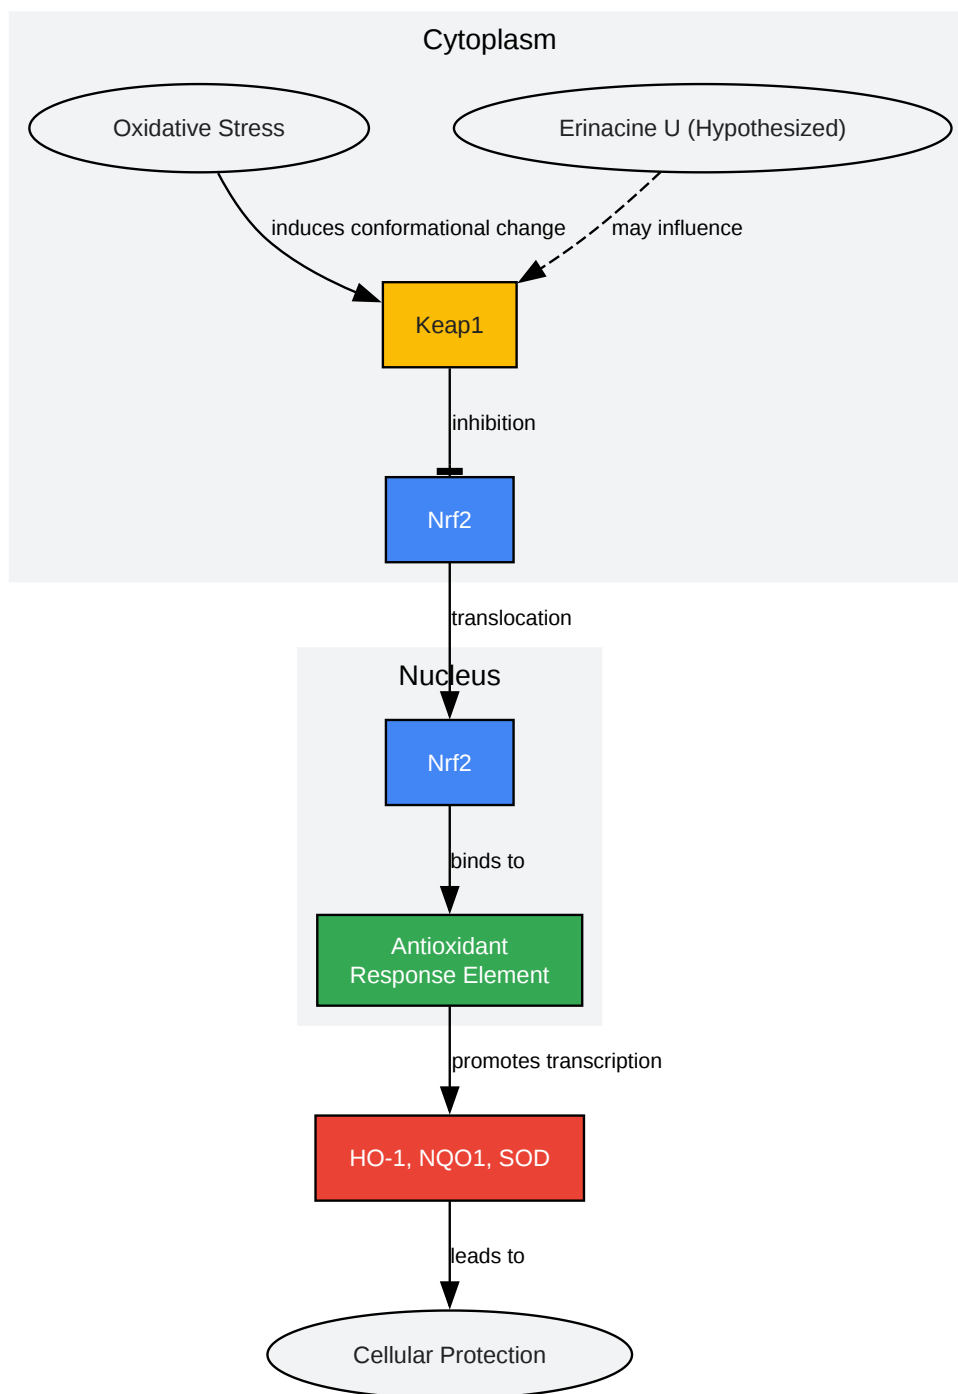 Cytoplasm
Oxidative Stress
Erinacine U (Hypothesized)
induces conformational change
may influence
Keap1
inhibition
Nrf2
translocation
Nucleus
Nrf2
binds to
Antioxidant
Response Element
promotes transcription
HO-1, NQO1, SOD
leads to
Cellular Protection